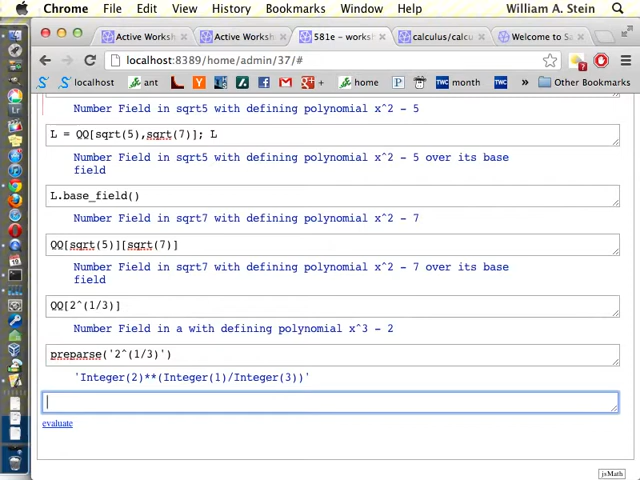 Chrome File Edit View History Bookmarks Window Help William A. Stein
Active Worksh Active Worksh 581e — works calculus/calcu Welcome to Sa
localhost:8389/home/admin/37/#
localhost ant home month month Other Bookmarks
Number Field in sqrt5 with defining polynomial x^2 - 5
L = QQ[sqrt(5),sqrt(7)]; L
Number Field in sqrt5 with defining polynomial x^2 - 5 over its base
field
L.base_field()
Number Field in sqrt7 with defining polynomial x^2 - 7
QQ[sqrt(5)][sqrt(7)]
Number Field in sqrt7 with defining polynomial x^2 - 7 over its base
field
QQ[2^(1/3)]
Number Field in a with defining polynomial x^3 - 2
preparse('2^(1/3)')
'Integer(2)**(Integer(1)/Integer(3))'
evaluate
jsMath